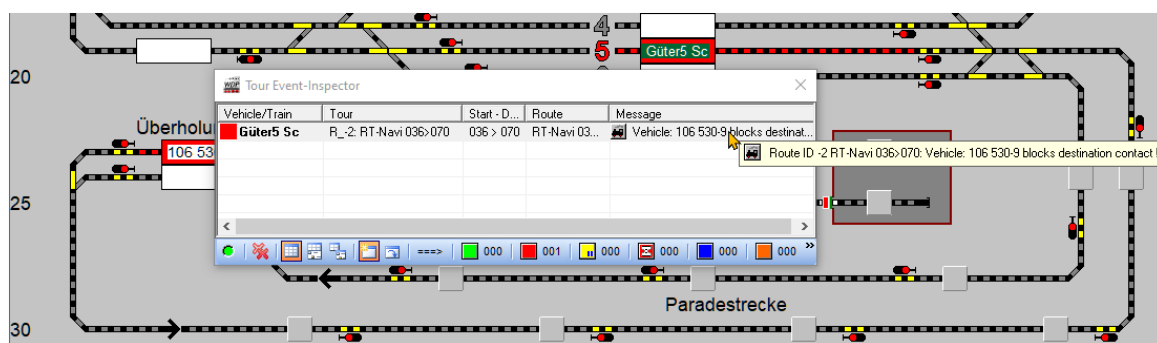 4
5
Güter5 Sc
20
WDP Tour Event-Inspector
Vehicle/Train Tour Start - D... Route Message
Güter5 Sc R_-2: RT-Navi 036>070 036 > 070 RT-Navi 03... Vehicle: 106 530-9 blocks destinat...
Route ID -2 RT-Navi 036>070: Vehicle: 106 530-9 blocks destination contact !
106 53
25
===> 000 001 000 000 000 000 »
Paradestrecke
30